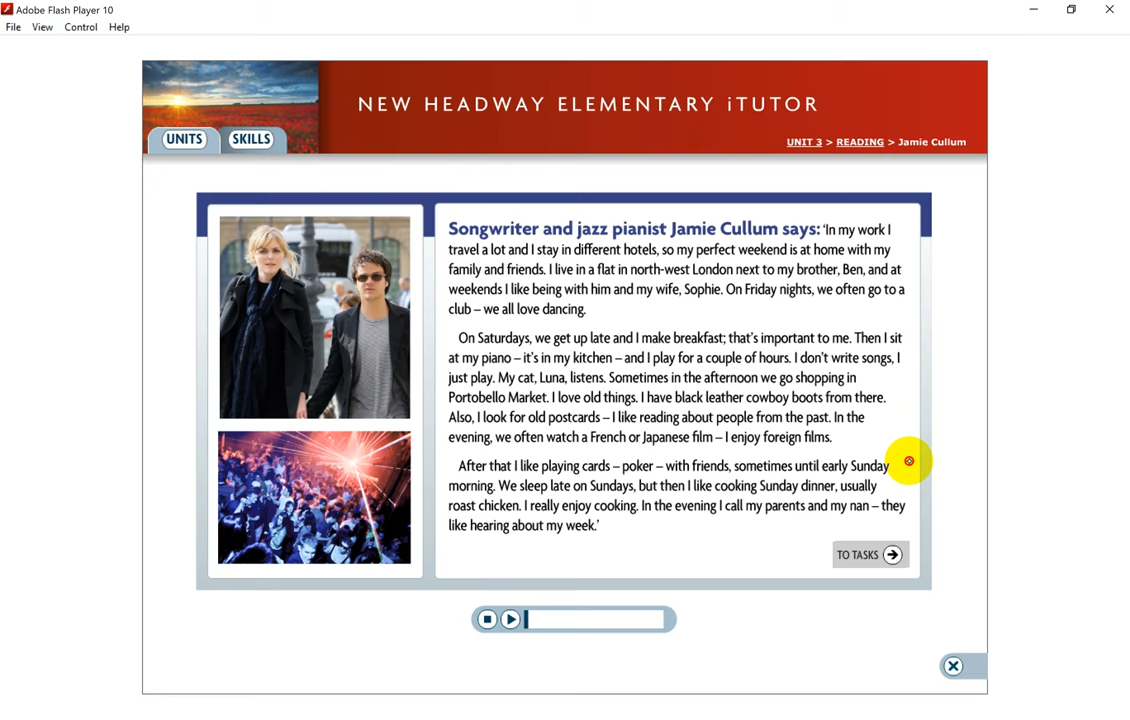 Adobe Flash Player 10
File View Control Help
NEW HEADWAY ELEMENTARY iTUTOR
UNITS SKILLS
UNIT 3 > READING > Jamie Cullum
Songwriter and jazz pianist Jamie Cullum says: ‘In my work I
travel a lot and I stay in different hotels, so my perfect weekend is at home with my
family and friends. I live in a flat in north-west London next to my brother, Ben, and at
weekends I like being with him and my wife, Sophie. On Friday nights, we often go to a
club – we all love dancing.
On Saturdays, we get up late and I make breakfast; that’s important to me. Then I sit
at my piano – it’s in my kitchen – and I play for a couple of hours. I don’t write songs, I
just play. My cat, Luna, listens. Sometimes in the afternoon we go shopping in
Portobello Market. I love old things. I have black leather cowboy boots from there.
Also, I look for old postcards – I like reading about people from the past. In the
evening, we often watch a French or Japanese film – I enjoy foreign films.
After that I like playing cards – poker – with friends, sometimes until early Sunday
morning. We sleep late on Sundays, but then I like cooking Sunday dinner, usually
roast chicken. I really enjoy cooking. In the evening I call my parents and my nan – they
like hearing about my week.’
TO TASKS